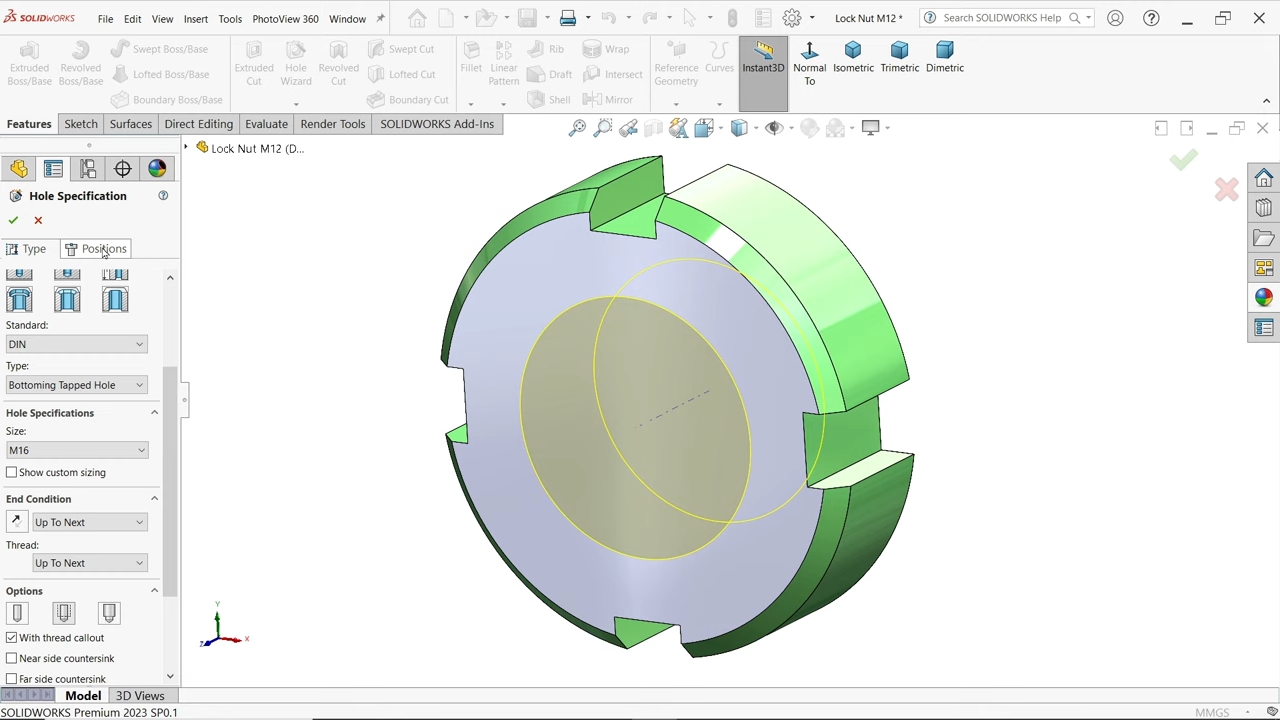 SOLIDWORKS File Edit View Insert Tools PhotoView 360 Window Lock Nut M12 * Search SOLIDWORKS Help
Extruded Boss/Base
Revolved Boss/Base
Swept Boss/Base
Lofted Boss/Base
Boundary Boss/Base
Extruded Cut
Hole Wizard
Revolved Cut
Swept Cut
Lofted Cut
Boundary Cut
Fillet
Linear Pattern
Rib
Draft
Shell
Wrap
Intersect
Mirror
Reference Geometry
Curves
Instant3D
Normal To
Isometric
Trimetric
Dimetric
Features Sketch Surfaces Direct Editing Evaluate Render Tools SOLIDWORKS Add-Ins
Lock Nut M12 (D...
Hole Specification
Type Positions
Standard:
DIN
Type:
Bottoming Tapped Hole
Hole Specifications
Size:
M16
Show custom sizing
End Condition
Up To Next
Thread:
Up To Next
Options
With thread callout
Near side countersink
Far side countersink
Y
X
Z
Model 3D Views
SOLIDWORKS Premium 2023 SP0.1 MMGS